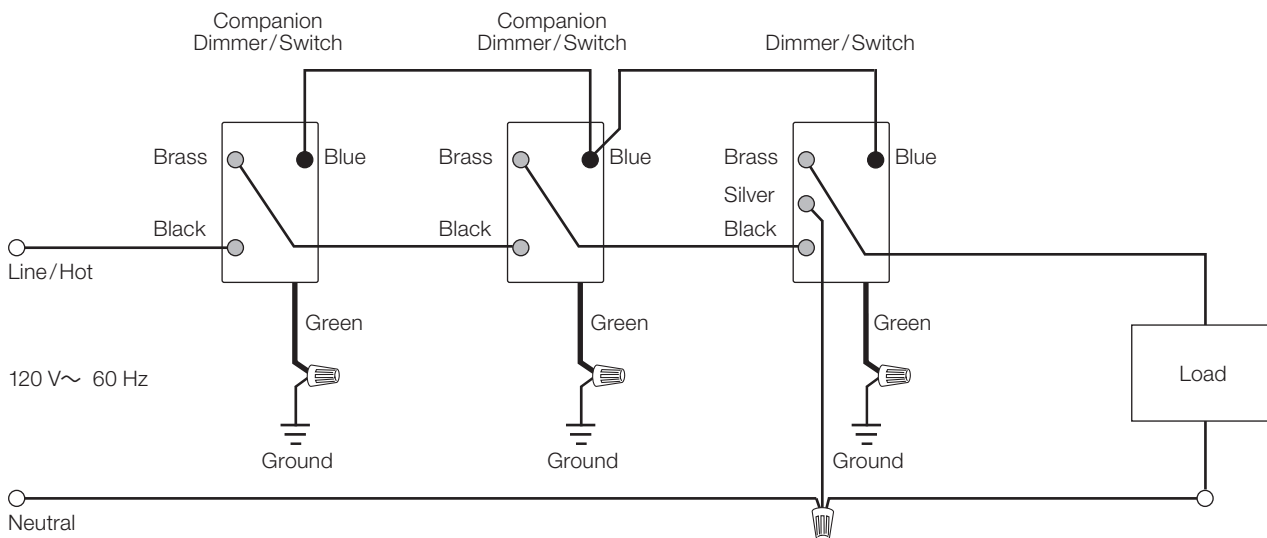 Companion
Dimmer/Switch
Companion
Dimmer/Switch
Dimmer/Switch
Brass
Blue
Brass
Blue
Brass
Blue
Silver
Black
Black
Black
Line/Hot
Green
Green
Green
120 V~ 60 Hz
Load
Ground
Ground
Ground
Neutral